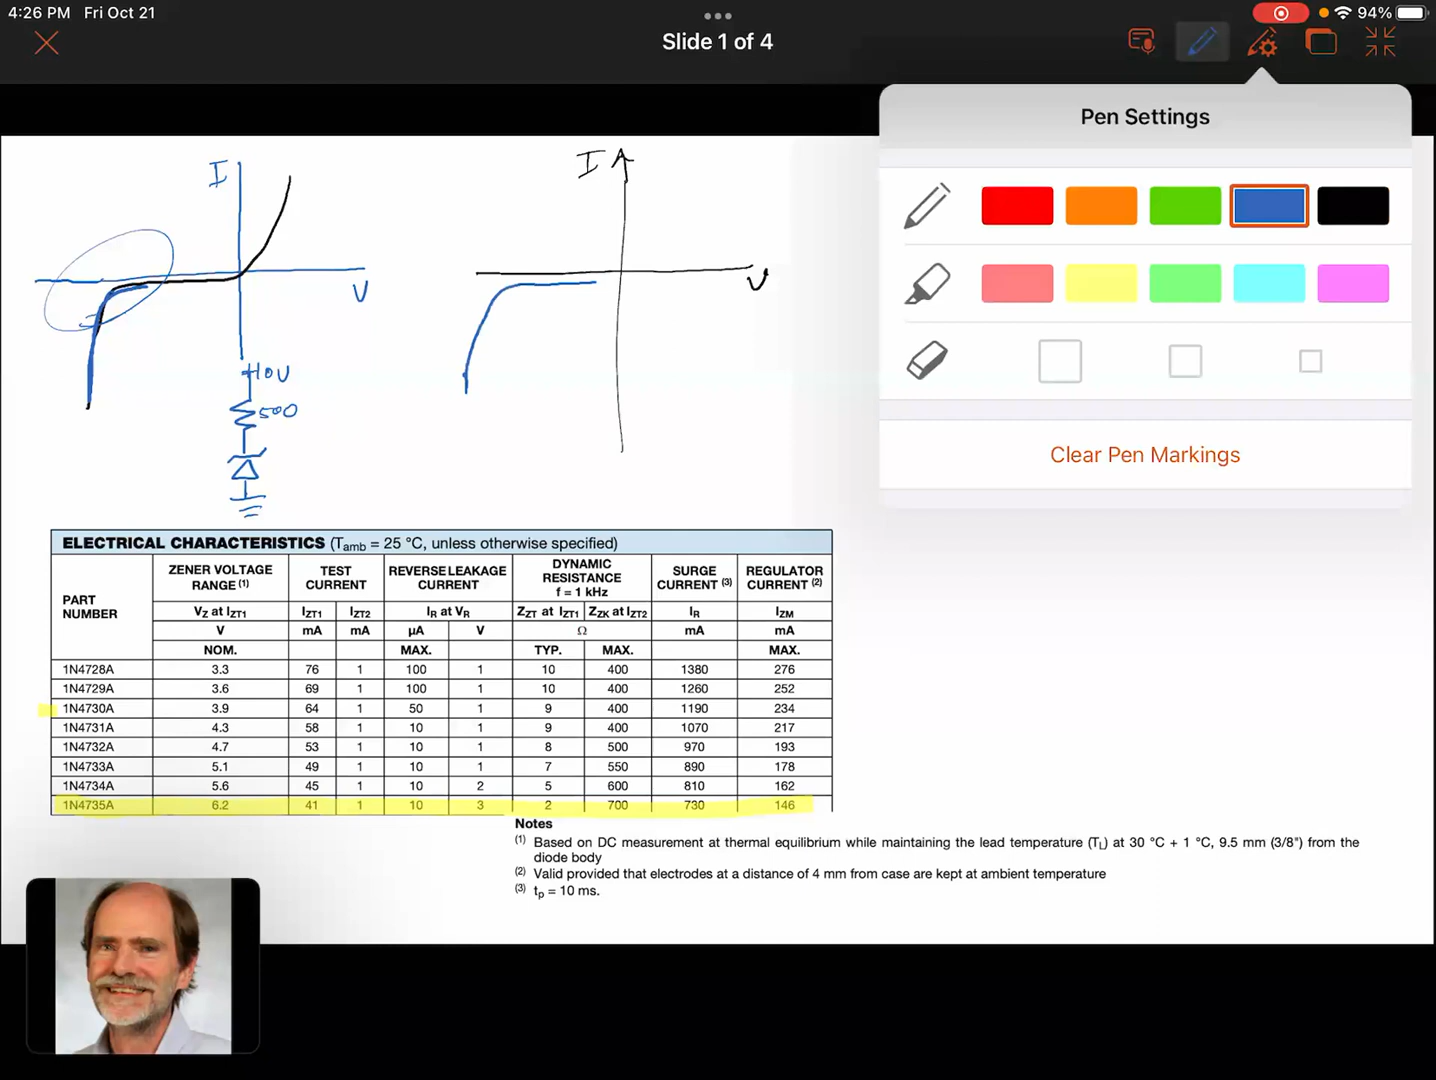 4:26 PM Fri Oct 21
94%
Slide 1 of 4
Pen Settings
Clear Pen Markings
I
V
+10V
500
I
V
ELECTRICAL CHARACTERISTICS (Tamb = 25 °C, unless otherwise specified)
PART NUMBER ZENER VOLTAGE RANGE (1) TEST CURRENT REVERSE LEAKAGE CURRENT DYNAMIC RESISTANCE f = 1 kHz SURGE CURRENT (3) REGULATOR CURRENT (2)
VZ at IZT1 IZT1 IZT2 IR at VR ZZT at IZT1 ZZK at IZT2 IR IZM
V mA mA μA V Ω mA mA
NOM. MAX. TYP. MAX. MAX.
1N4728A 3.3 76 1 100 1 10 400 1380 276
1N4729A 3.6 69 1 100 1 10 400 1260 252
1N4730A 3.9 64 1 50 1 9 400 1190 234
1N4731A 4.3 58 1 10 1 9 400 1070 217
1N4732A 4.7 53 1 10 1 8 500 970 193
1N4733A 5.1 49 1 10 1 7 550 890 178
1N4734A 5.6 45 1 10 2 5 600 810 162
1N4735A 6.2 41 1 10 3 2 700 730 146
Notes
(1) Based on DC measurement at thermal equilibrium while maintaining the lead temperature (TL) at 30 °C + 1 °C, 9.5 mm (3/8") from the
diode body
(2) Valid provided that electrodes at a distance of 4 mm from case are kept at ambient temperature
(3) tp = 10 ms.